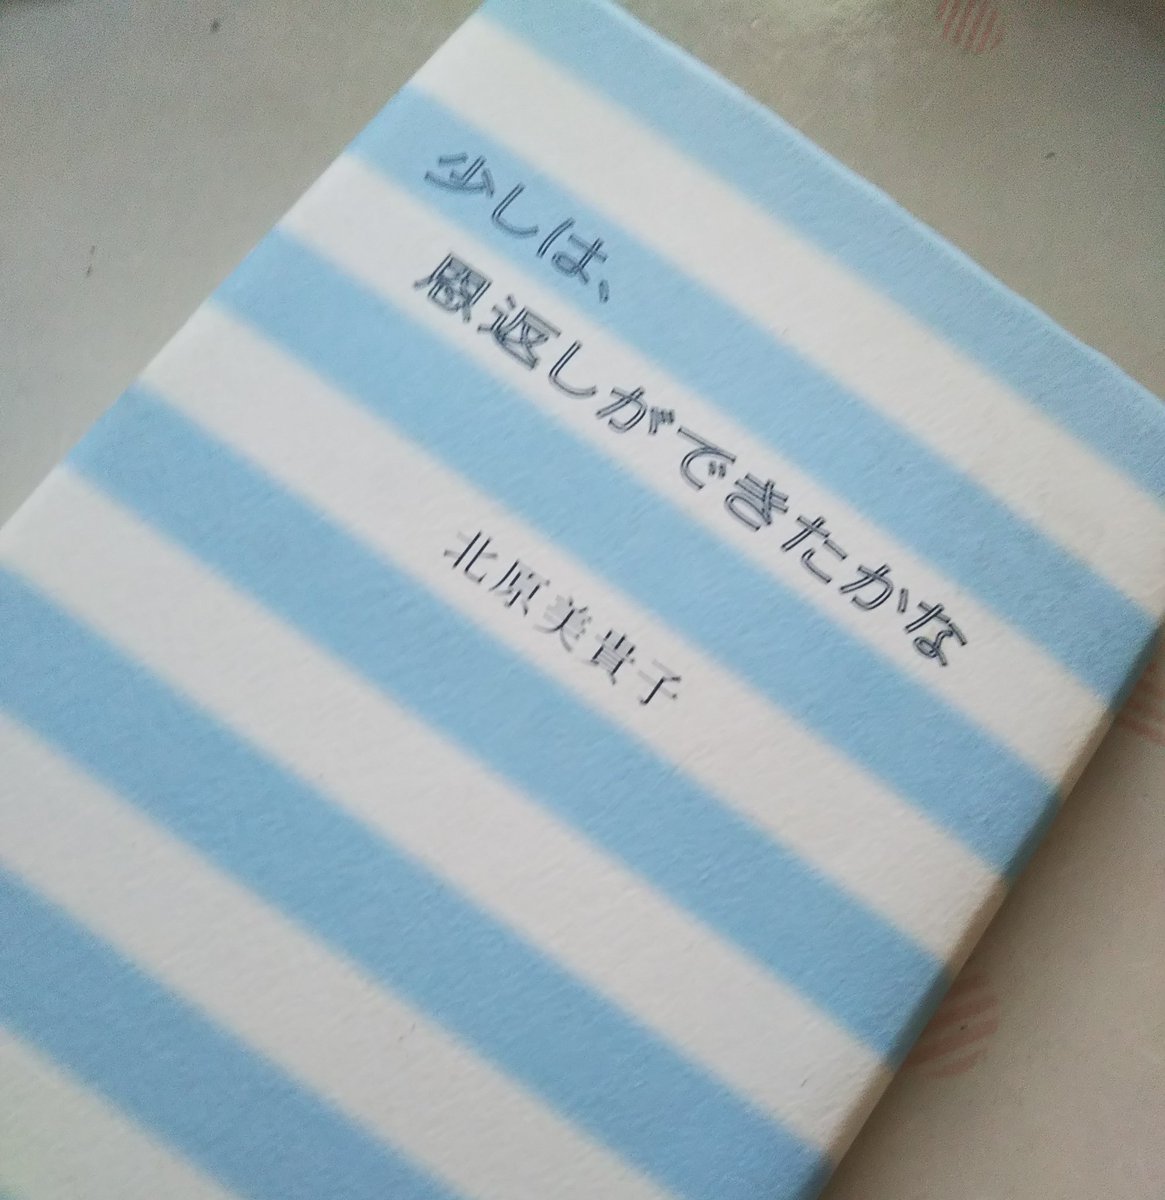 少しは、
恩返しができたかな
北原美貴子